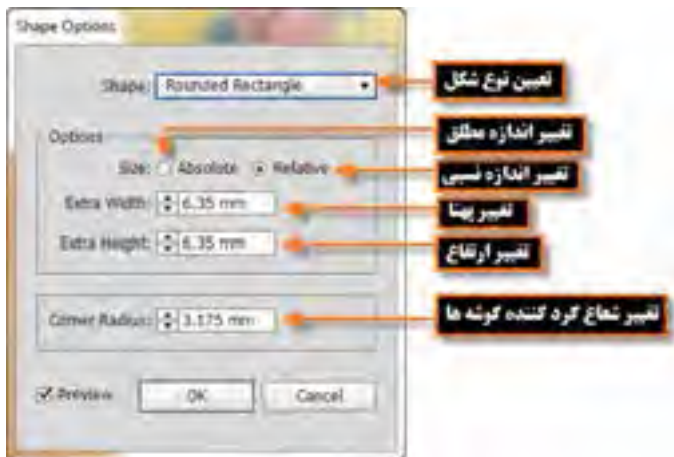 Shape Options
Shape: Rounded Rectangle
تعیین نوع شکل
Options
تغییر اندازه مطلق
Size: Absolute Relative
تغییر اندازه نسبی
Extra Width: 6.35 mm
تغییر پهنا
Extra Height: 6.35 mm
تغییر ارتفاع
Corner Radius: 3.175 mm
تغییر شعاع گرد کننده گوشه ها
Preview OK Cancel